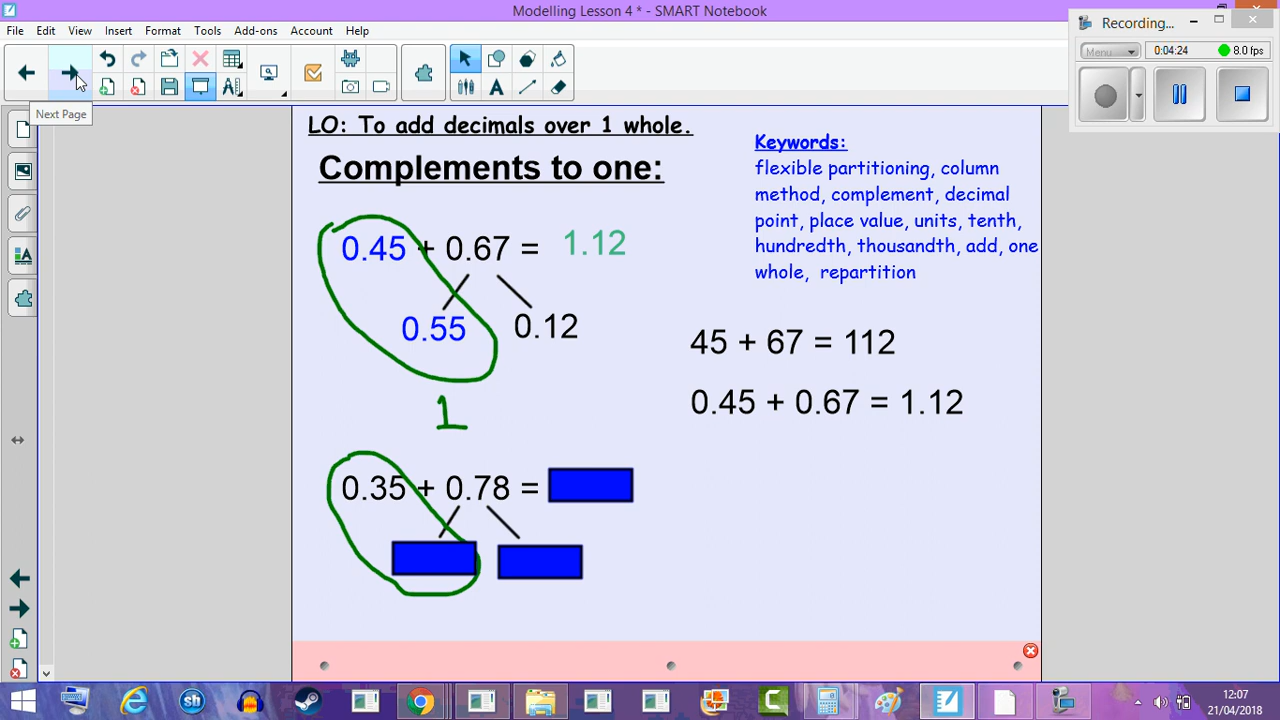 Modelling Lesson 4 * - SMART Notebook
File Edit View Insert Format Tools Add-ons Account Help
Recording...
Menu 0:04:24 8.0 fps
Next Page
LO: To add decimals over 1 whole.
Complements to one:
Keywords:
flexible partitioning, column
method, complement, decimal
point, place value, units, tenth,
hundredth, thousandth, add, one
whole, repartition
0.45 + 0.67 = 1.12
0.55 0.12
1
45 + 67 = 112
0.45 + 0.67 = 1.12
0.35 + 0.78 =
12:07
21/04/2018